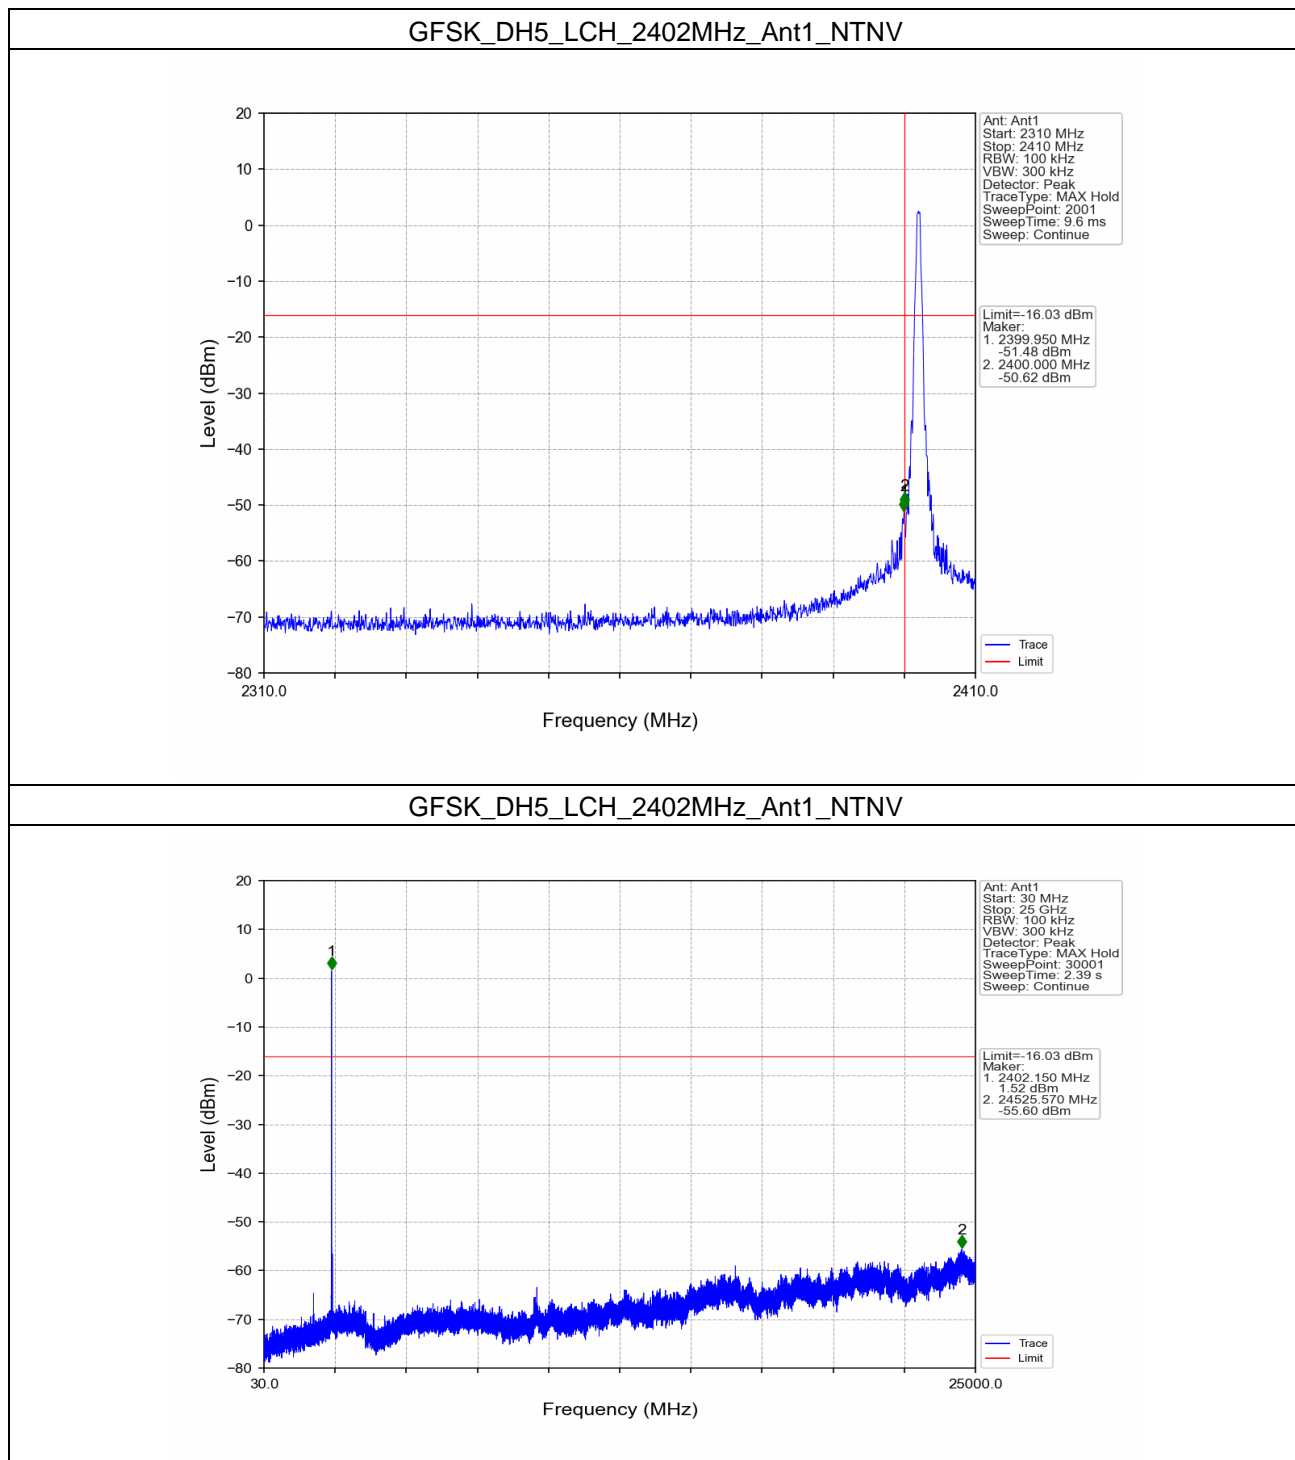 GFSK_DH5_LCH_2402MHz_Ant1_NTNV
20
10
0
−10
−20
−30
−40
−50
−60
−70
−80
Level (dBm)
2310.0
2410.0
Frequency (MHz)
2
Ant: Ant1
Start: 2310 MHz
Stop: 2410 MHz
RBW: 100 kHz
VBW: 300 kHz
Detector: Peak
TraceType: MAX Hold
SweepPoint: 2001
SweepTime: 9.6 ms
Sweep: Continue
Limit=-16.03 dBm
Maker:
1. 2399.950 MHz
-51.48 dBm
2. 2400.000 MHz
-50.62 dBm
Trace
Limit
GFSK_DH5_LCH_2402MHz_Ant1_NTNV
20
10
0
−10
−20
−30
−40
−50
−60
−70
−80
Level (dBm)
30.0
25000.0
Frequency (MHz)
1
2
Ant: Ant1
Start: 30 MHz
Stop: 25 GHz
RBW: 100 kHz
VBW: 300 kHz
Detector: Peak
TraceType: MAX Hold
SweepPoint: 30001
SweepTime: 2.39 s
Sweep: Continue
Limit=-16.03 dBm
Maker:
1. 2402.150 MHz
1.52 dBm
2. 24525.570 MHz
-55.60 dBm
Trace
Limit